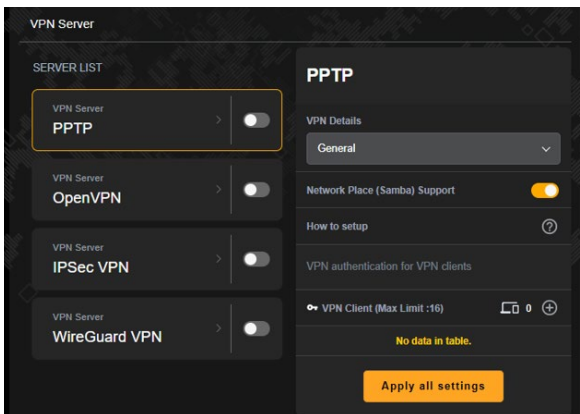 VPN Server
SERVER LIST
VPN Server
PPTP
VPN Server
OpenVPN
VPN Server
IPSec VPN
VPN Server
WireGuard VPN
PPTP
VPN Details
General
Network Place (Samba) Support
How to setup
VPN authentication for VPN clients
VPN Client (Max Limit :16) 0
No data in table.
Apply all settings